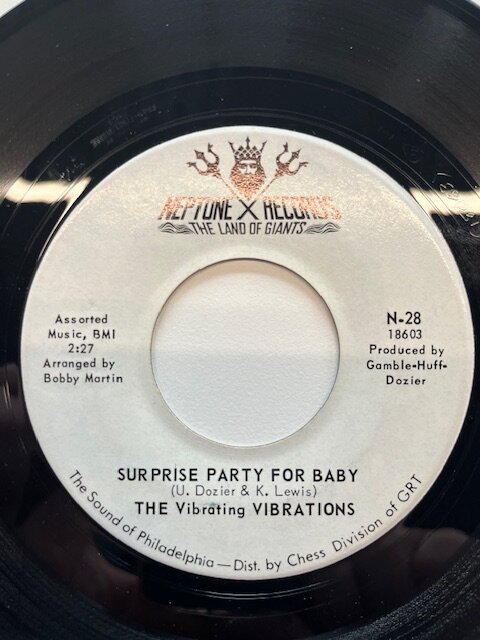 NEPTUNE RECORDS
THE LAND OF GIANTS
Assorted
Music, BMI
2:27
Arranged by
Bobby Martin
N-28
18603
Produced by
Gamble-Huff-
Dozier
SURPRISE PARTY FOR BABY
(U. Dozier & K. Lewis)
THE Vibrating VIBRATIONS
The Sound of Philadelphia — Dist. by Chess Division of GRT